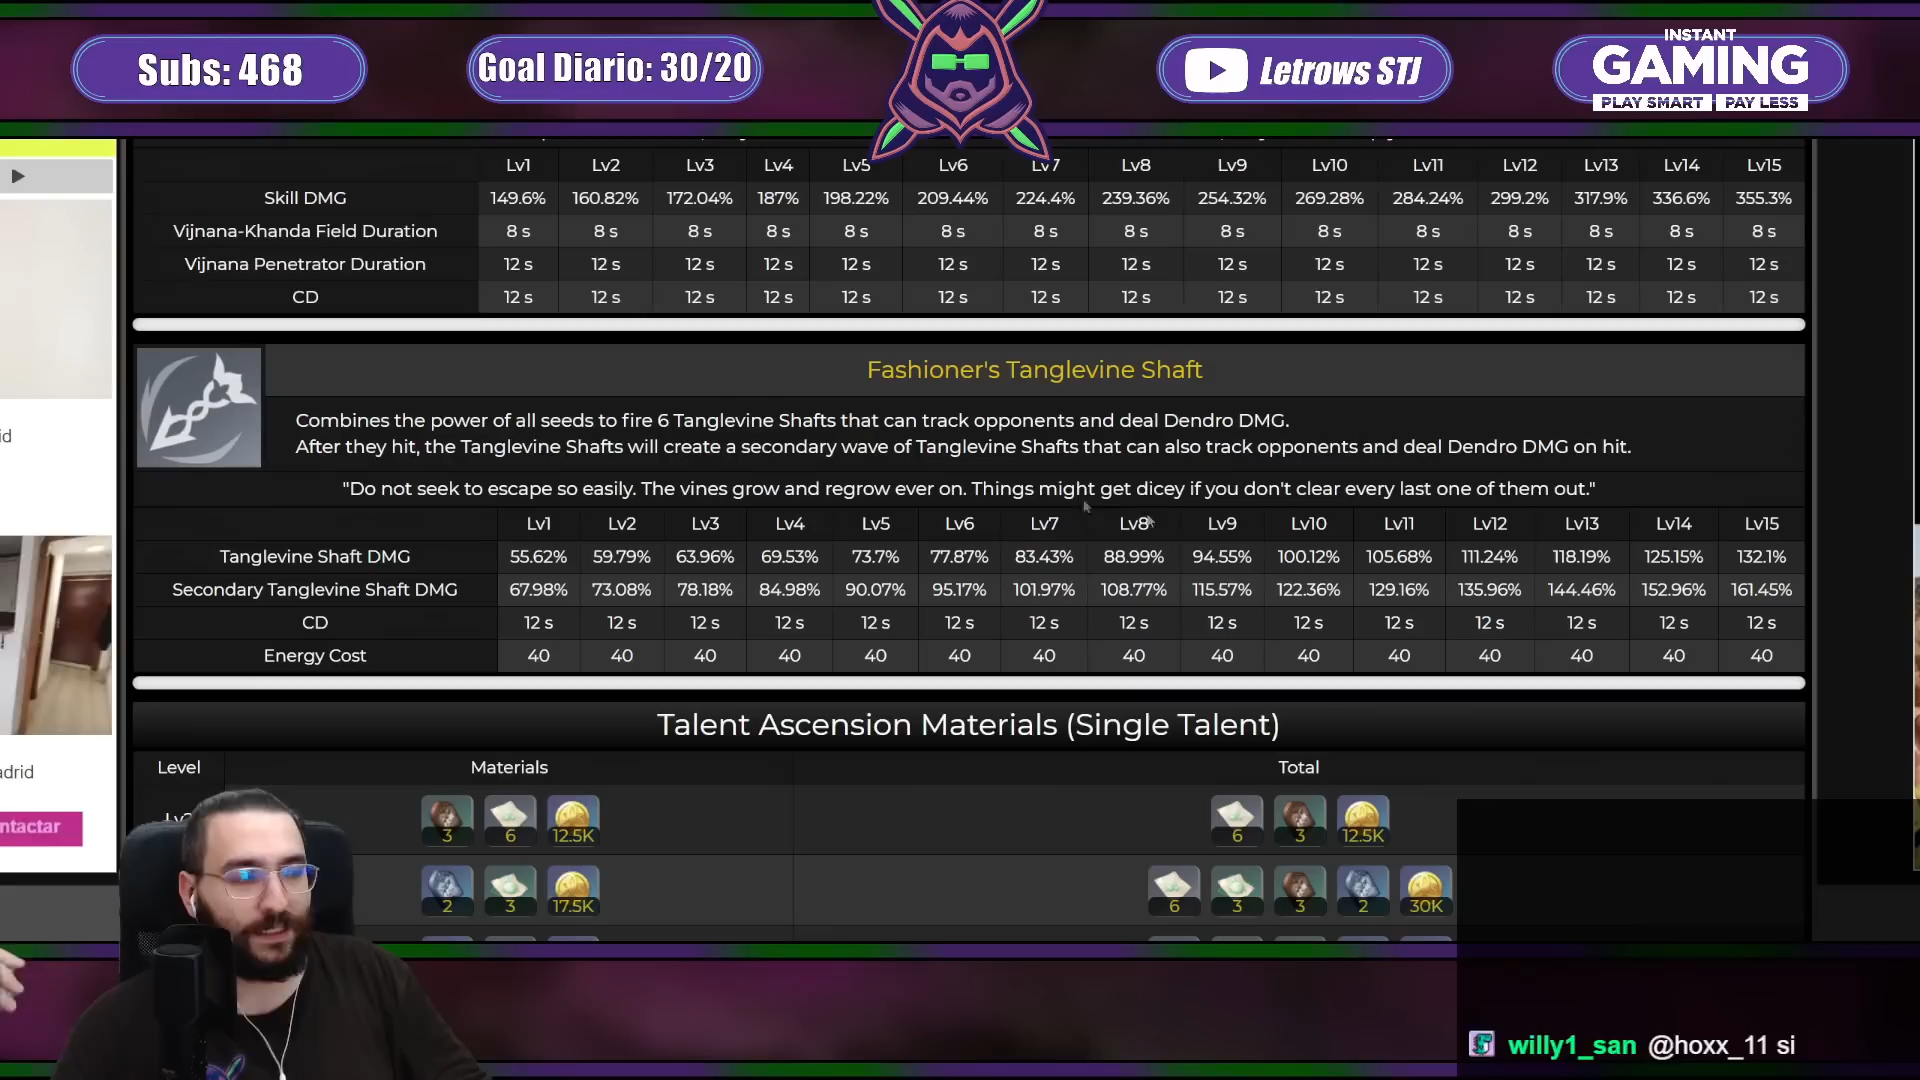 Subs: 468
Goal Diario: 30/20
Letrows STJ
INSTANT
GAMING
PLAY SMART PAY LESS
Lv1 Lv2 Lv3 Lv4 Lv5 Lv6 Lv7 Lv8 Lv9 Lv10 Lv11 Lv12 Lv13 Lv14 Lv15
Skill DMG 149.6% 160.82% 172.04% 187% 198.22% 209.44% 224.4% 239.36% 254.32% 269.28% 284.24% 299.2% 317.9% 336.6% 355.3%
Vijnana-Khanda Field Duration 8 s 8 s 8 s 8 s 8 s 8 s 8 s 8 s 8 s 8 s 8 s 8 s 8 s 8 s 8 s
Vijnana Penetrator Duration 12 s 12 s 12 s 12 s 12 s 12 s 12 s 12 s 12 s 12 s 12 s 12 s 12 s 12 s 12 s
CD 12 s 12 s 12 s 12 s 12 s 12 s 12 s 12 s 12 s 12 s 12 s 12 s 12 s 12 s 12 s
Fashioner's Tanglevine Shaft
Combines the power of all seeds to fire 6 Tanglevine Shafts that can track opponents and deal Dendro DMG.
After they hit, the Tanglevine Shafts will create a secondary wave of Tanglevine Shafts that can also track opponents and deal Dendro DMG on hit.
"Do not seek to escape so easily. The vines grow and regrow ever on. Things might get dicey if you don't clear every last one of them out."
Lv1 Lv2 Lv3 Lv4 Lv5 Lv6 Lv7 Lv8 Lv9 Lv10 Lv11 Lv12 Lv13 Lv14 Lv15
Tanglevine Shaft DMG 55.62% 59.79% 63.96% 69.53% 73.7% 77.87% 83.43% 88.99% 94.55% 100.12% 105.68% 111.24% 118.19% 125.15% 132.1%
Secondary Tanglevine Shaft DMG 67.98% 73.08% 78.18% 84.98% 90.07% 95.17% 101.97% 108.77% 115.57% 122.36% 129.16% 135.96% 144.46% 152.96% 161.45%
CD 12 s 12 s 12 s 12 s 12 s 12 s 12 s 12 s 12 s 12 s 12 s 12 s 12 s 12 s 12 s
Energy Cost 40 40 40 40 40 40 40 40 40 40 40 40 40 40 40
Talent Ascension Materials (Single Talent)
Level Materials Total
3 6 12.5K 6 3 12.5K
2 3 17.5K 6 3 3 2 30K
id
adrid
ntactar
willy1_san @hoxx_11 si